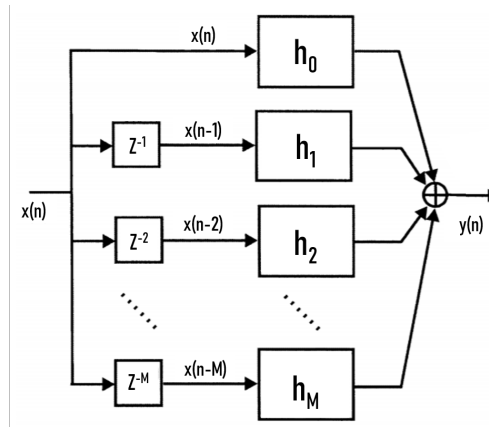 x(n)
h₀
Z⁻¹
x(n-1)
h₁
x(n)
y(n)
Z⁻²
x(n-2)
h₂
Z⁻ᴹ
x(n-M)
hM